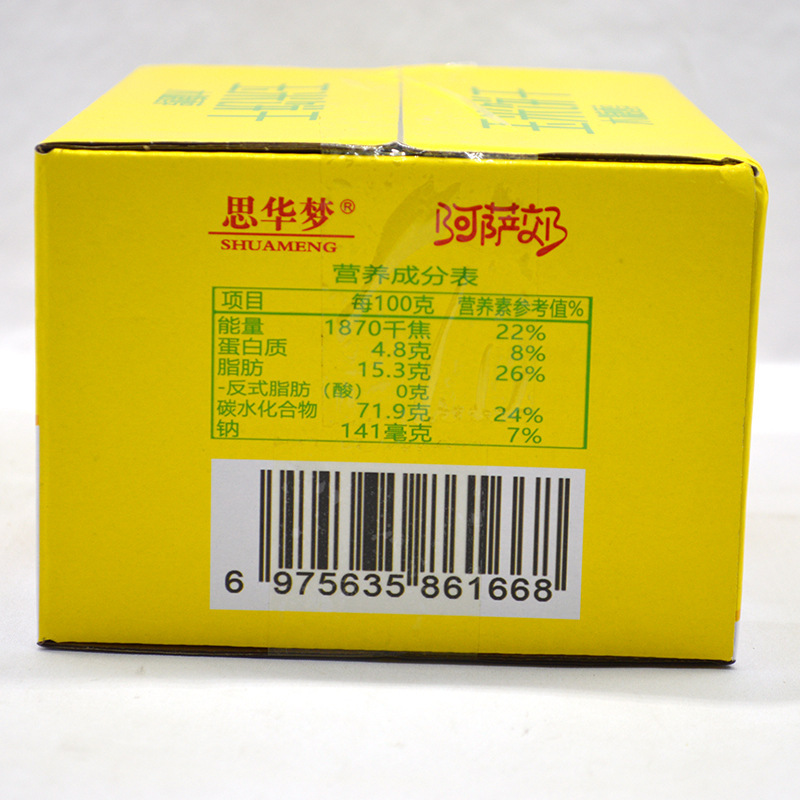 思华梦®
SHUAMENG
阿萨奶
营养成分表
项目 每100克 营养素参考值%
能量 1870千焦 22%
蛋白质 4.8克 8%
脂肪 15.3克 26%
-反式脂肪（酸） 0克
碳水化合物 71.9克 24%
钠 141毫克 7%
6 975635 861668